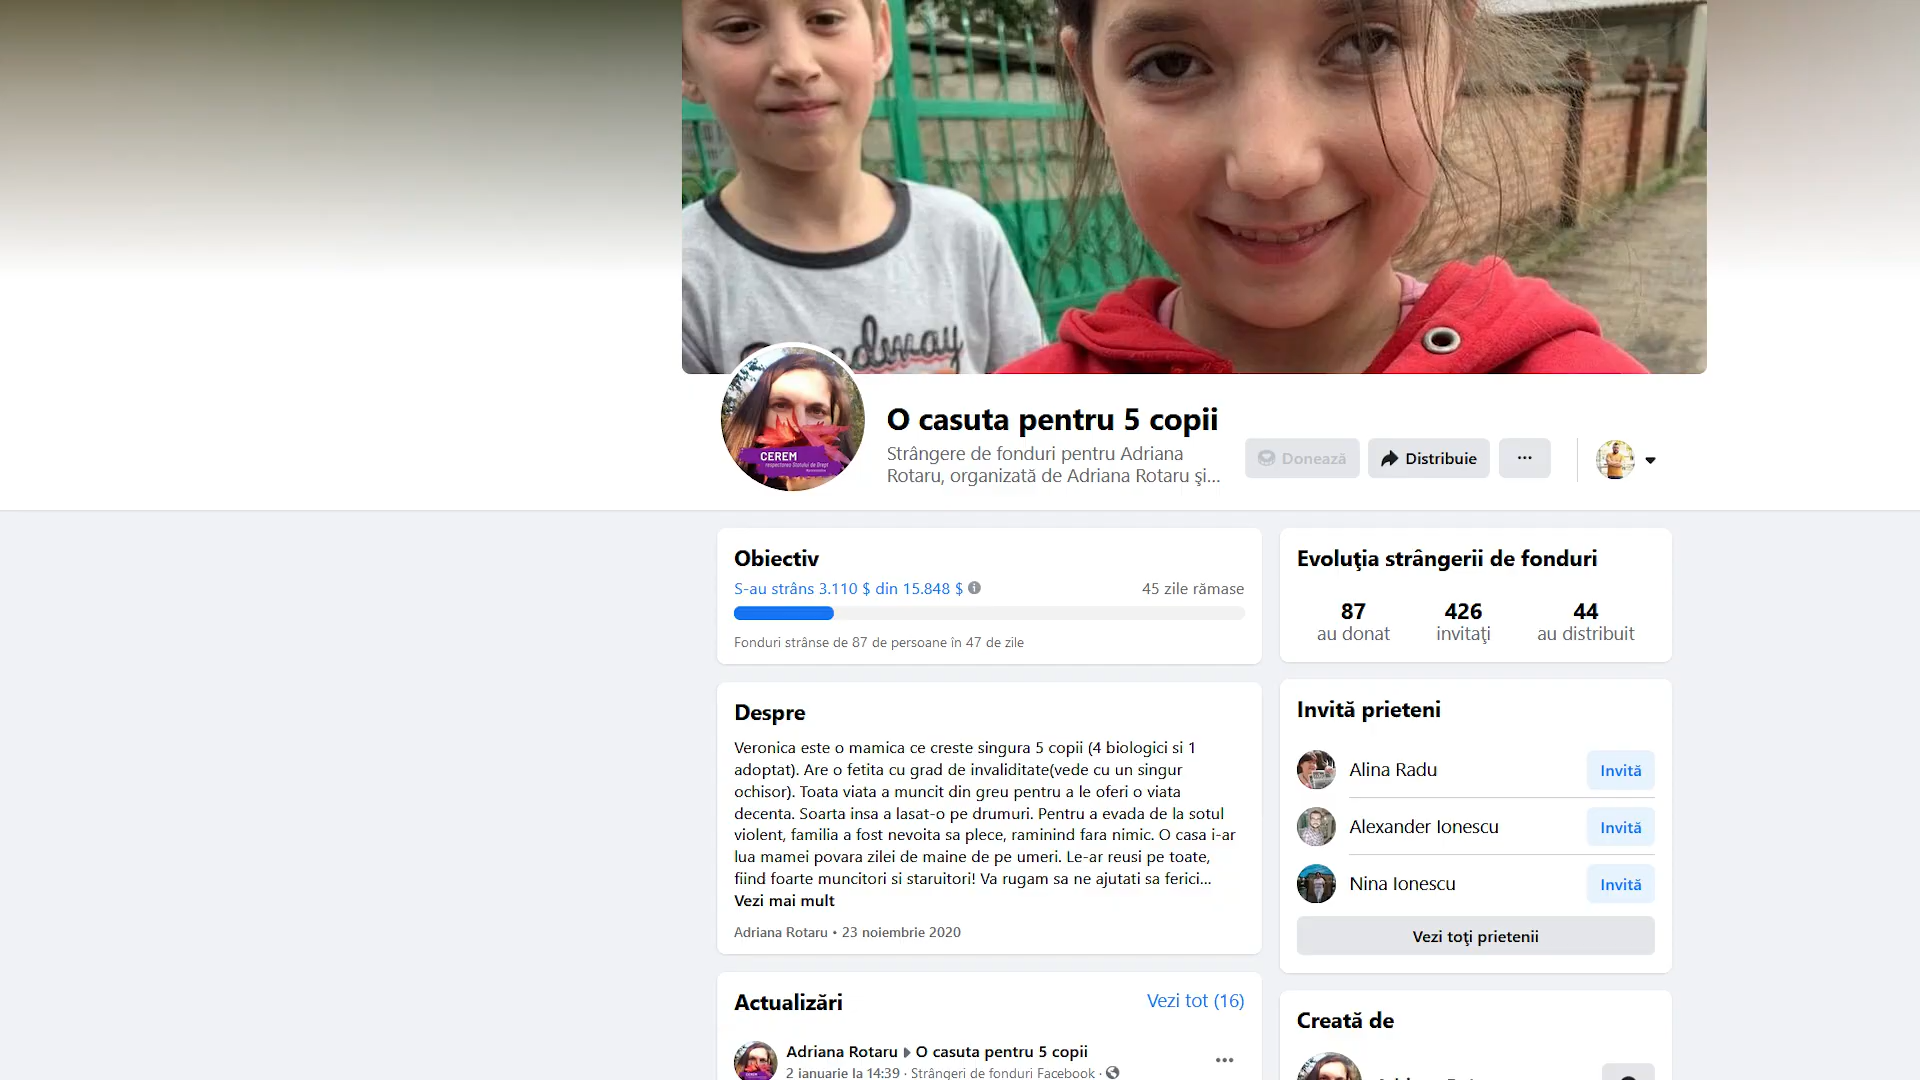 CEREM
respectarea Statului de Drept
O casuta pentru 5 copii
Strângere de fonduri pentru Adriana
Rotaru, organizată de Adriana Rotaru şi...
Donează
Distribuie
Obiectiv
S-au strâns 3.110 $ din 15.848 $
45 zile rămase
Fonduri strânse de 87 de persoane în 47 de zile
Despre
Veronica este o mamica ce creste singura 5 copii (4 biologici si 1
adoptat). Are o fetita cu grad de invaliditate(vede cu un singur
ochisor). Toata viata a muncit din greu pentru a le oferi o viata
decenta. Soarta insa a lasat-o pe drumuri. Pentru a evada de la sotul
violent, familia a fost nevoita sa plece, raminind fara nimic. O casa i-ar
lua mamei povara zilei de maine de pe umeri. Le-ar reusi pe toate,
fiind foarte muncitori si staruitori! Va rugam sa ne ajutati sa ferici...
Vezi mai mult
Adriana Rotaru • 23 noiembrie 2020
Actualizări
Vezi tot (16)
Adriana Rotaru ▸ O casuta pentru 5 copii
2 ianuarie la 14:39 · Strângeri de fonduri Facebook ·
Evoluţia strângerii de fonduri
87 426 44
au donat invitaţi au distribuit
Invită prieteni
Alina Radu Invită
Alexander Ionescu Invită
Nina Ionescu Invită
Vezi toţi prietenii
Creată de